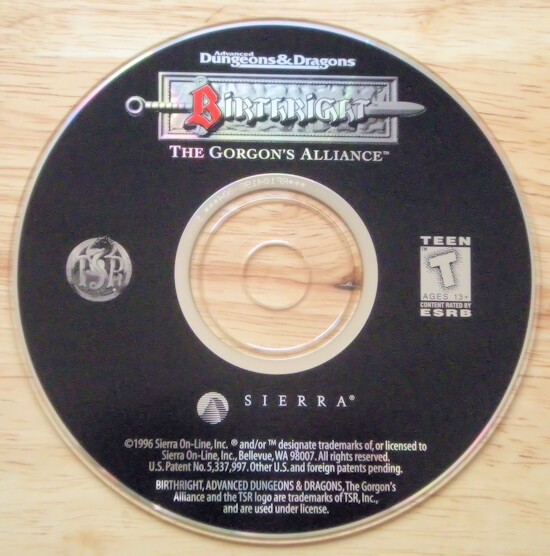 Advanced
Dungeons & Dragons
BIRTHRIGHT
THE GORGON'S ALLIANCE™
TSR
TEEN
T
AGES 13+
CONTENT RATED BY
ESRB
SIERRA®
©1996 Sierra On-Line, Inc. ® and/or ™ designate trademarks of, or licensed to
Sierra On-Line, Inc., Bellevue, WA 98007. All rights reserved.
U.S. Patent No. 5,337,997. Other U.S. and foreign patents pending.
BIRTHRIGHT, ADVANCED DUNGEONS & DRAGONS, The Gorgon's
Alliance and the TSR logo are trademarks of TSR, Inc.,
and are used under license.